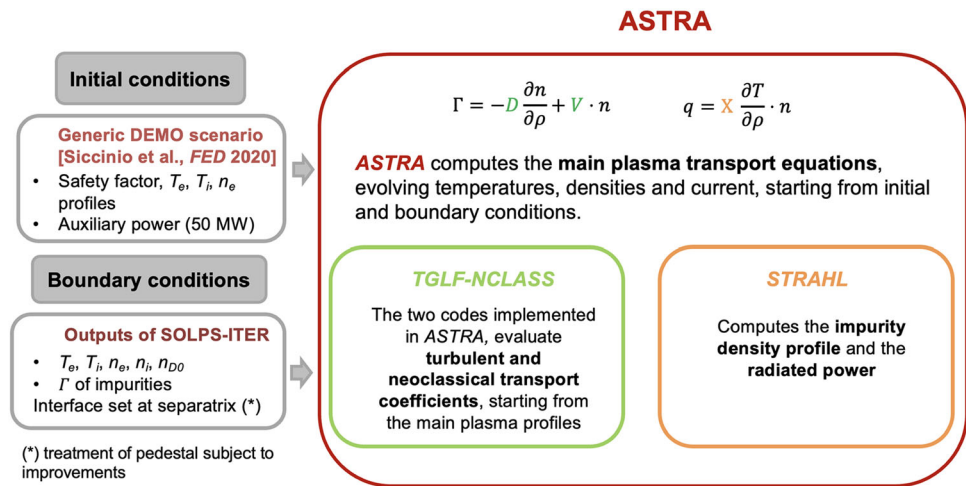 ASTRA
Initial conditions
Generic DEMO scenario
[Siccinio et al., FED 2020]
• Safety factor, Te, Ti, ne
profiles
• Auxiliary power (50 MW)
Boundary conditions
Outputs of SOLPS-ITER
• Te, Ti, ne, ni, nD0
• Γ of impurities
Interface set at separatrix (*)
(*) treatment of pedestal subject to
improvements
Γ = −D ∂n/∂ρ + V · n
q = X ∂T/∂ρ · n
ASTRA computes the main plasma transport equations,
evolving temperatures, densities and current, starting from initial
and boundary conditions.
TGLF-NCLASS
The two codes implemented
in ASTRA, evaluate
turbulent and
neoclassical transport
coefficients, starting from
the main plasma profiles
STRAHL
Computes the impurity
density profile and the
radiated power